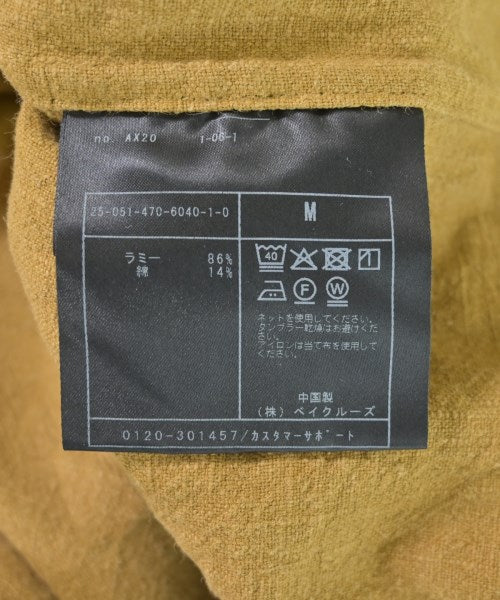 no. AX20 1-06-1
25-051-470-6040-1-0
M
ラミー 86%
綿 14%
40
F W
ネットを使用してください。
タンブラー乾燥はお避けくだ
さい。
アイロンは当て布を使用して
ください。
中国製
(株) ベイクルーズ
0120-301457/カスタマーサポート